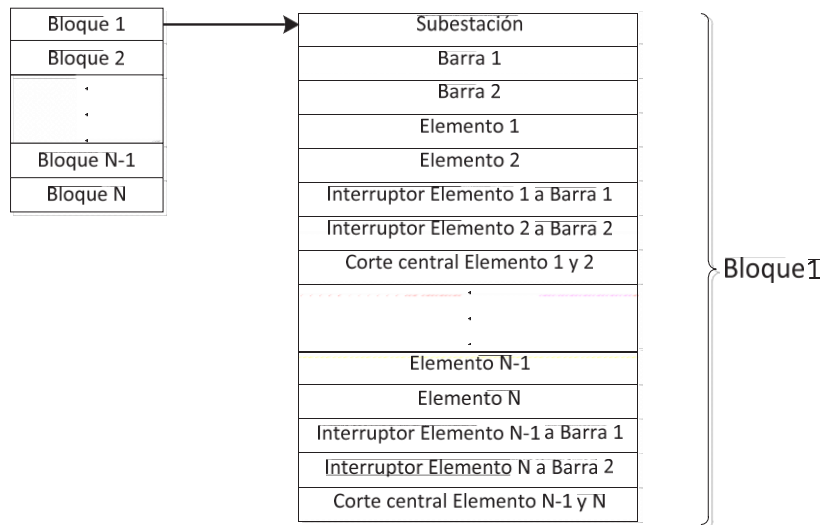 Bloque 1
Bloque 2
Bloque N-1
Bloque N
Subestación
Barra 1
Barra 2
Elemento 1
Elemento 2
Interruptor Elemento 1 a Barra 1
Interruptor Elemento 2 a Barra 2
Corte central Elemento 1 y 2
Elemento N-1
Elemento N
Interruptor Elemento N-1 a Barra 1
Interruptor Elemento N a Barra 2
Corte central Elemento N-1 y N
Bloque 1